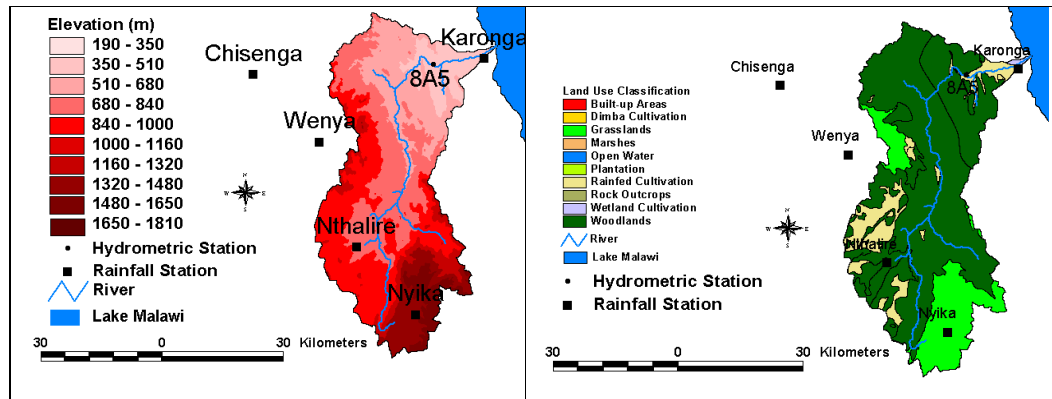 Elevation (m)
190 - 350
350 - 510
510 - 680
680 - 840
840 - 1000
1000 - 1160
1160 - 1320
1320 - 1480
1480 - 1650
1650 - 1810
Hydrometric Station
Rainfall Station
River
Lake Malawi
30
0
30
Kilometers
Chisenga
Karonga
8A5
Wenya
N
W
E
S
Nthalire
Nyika
Land Use Classification
Built-up Areas
Dimba Cultivation
Grasslands
Marshes
Open Water
Plantation
Rainfed Cultivation
Rock Outcrops
Wetland Cultivation
Woodlands
River
Lake Malawi
Hydrometric Station
Rainfall Station
30
0
30
Kilometers
Karonga
Chisenga
8A5
Wenya
N
W
E
S
Nthalire
Nyika